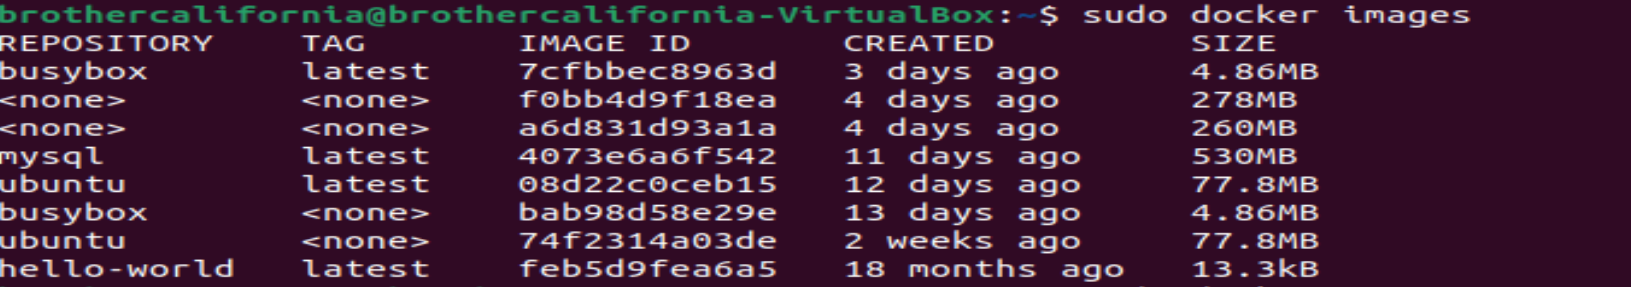 brothercalifornia@brothercalifornia-VirtualBox:~$ sudo docker images
REPOSITORY TAG IMAGE ID CREATED SIZE
busybox latest 7cfbbec8963d 3 days ago 4.86MB
<none> <none> f0bb4d9f18ea 4 days ago 278MB
<none> <none> a6d831d93a1a 4 days ago 260MB
mysql latest 4073e6a6f542 11 days ago 530MB
ubuntu latest 08d22c0ceb15 12 days ago 77.8MB
busybox <none> bab98d58e29e 13 days ago 4.86MB
ubuntu <none> 74f2314a03de 2 weeks ago 77.8MB
hello-world latest feb5d9fea6a5 18 months ago 13.3kB